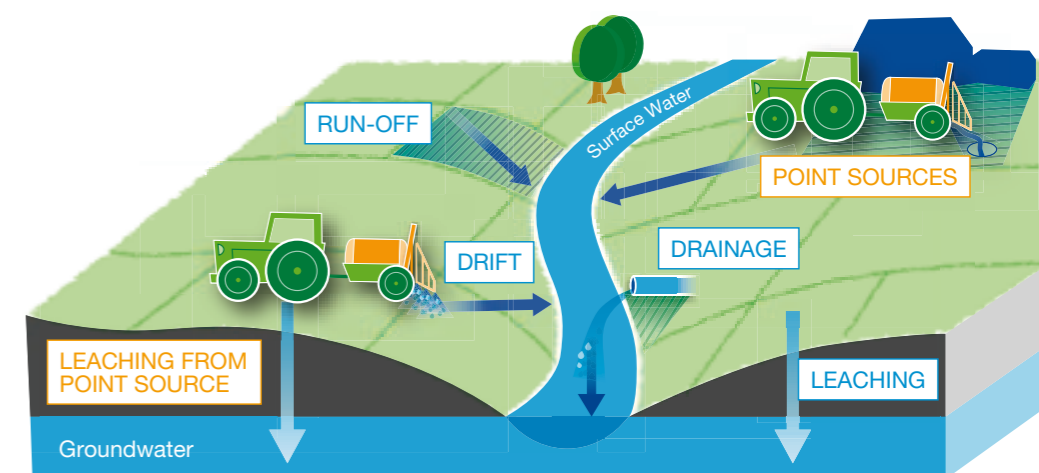 Surface Water
RUN-OFF
POINT SOURCES
DRIFT
DRAINAGE
LEACHING FROM
POINT SOURCE
LEACHING
Groundwater